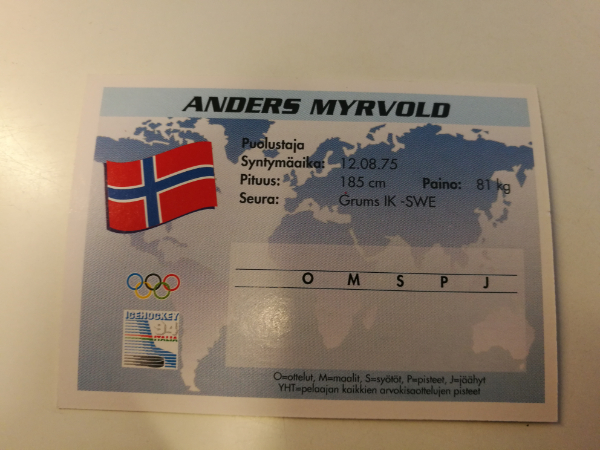 ANDERS MYRVOLD
Puolustaja
Syntymäaika: 12.08.75
Pituus: 185 cm Paino: 81 kg
Seura: Grums IK -SWE
O M S P J
ICEHOCKEY
94
ITALIA
O=ottelut, M=maalit, S=syötöt, P=pisteet, J=jäähyt
YHT=pelaajan kaikkien arvokisaottelujen pisteet